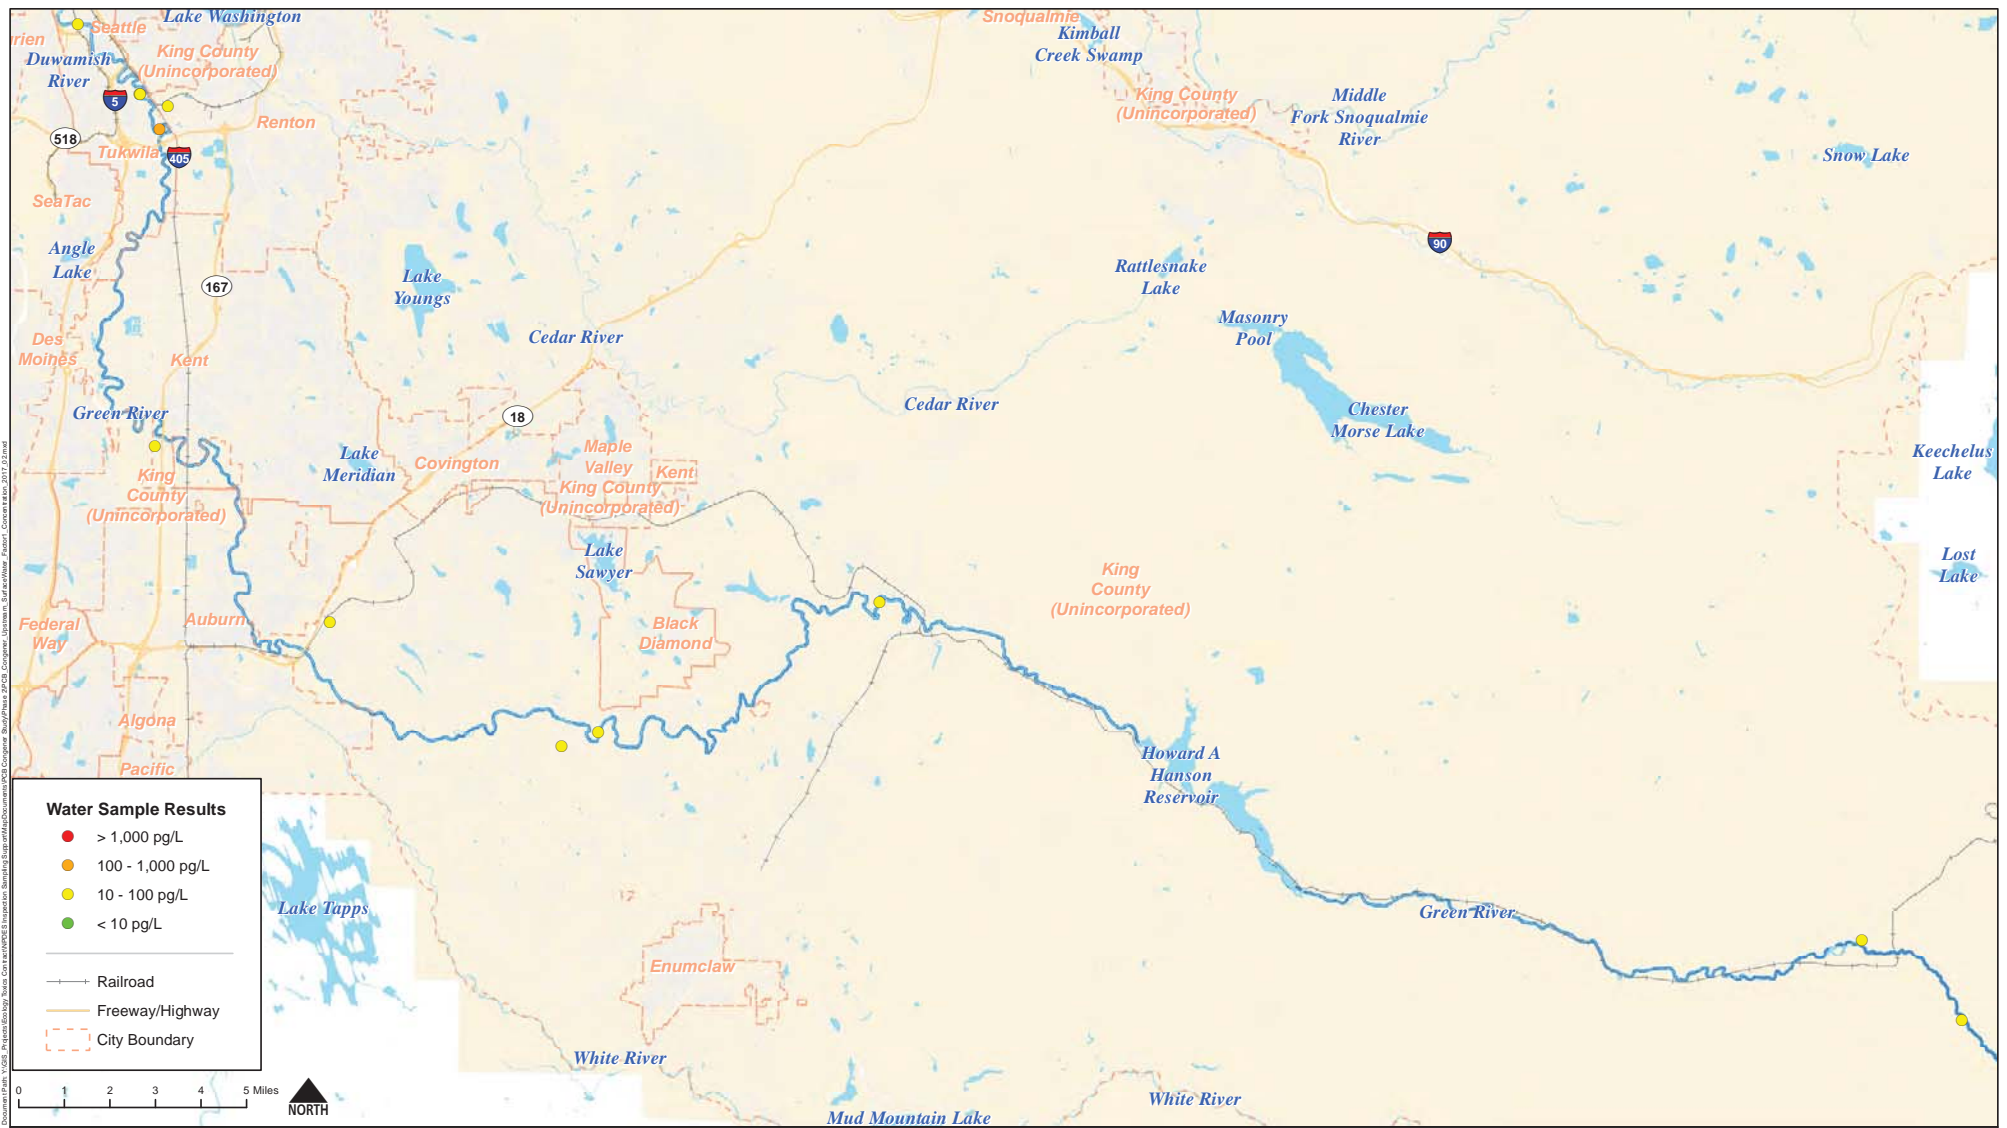 Lake Washington
Seattle
rien
King County
(Unincorporated)
Duwamish
River
5
518
Renton
Tukwila
405
SeaTac
Angle
Lake
167
Lake
Youngs
Des
Moines
Kent
Green River
Cedar River
18
Snoqualmie
Kimball
Creek Swamp
King County
(Unincorporated)
Middle
Fork Snoqualmie
River
Snow Lake
90
Rattlesnake
Lake
Masonry
Pool
Cedar River
Chester
Morse Lake
Keechelus
Lake
Lost
Lake
Lake
Meridian
Covington
Maple
Valley
King County
(Unincorporated)
Kent
King
County
(Unincorporated)
Lake
Sawyer
King
County
(Unincorporated)
Federal
Way
Auburn
Black
Diamond
Algona
Pacific
Howard A
Hanson
Reservoir
Green River
Lake Tapps
Enumclaw
White River
White River
Mud Mountain Lake
Water Sample Results
> 1,000 pg/L
100 - 1,000 pg/L
10 - 100 pg/L
< 10 pg/L
Railroad
Freeway/Highway
City Boundary
0 1 2 3 4 5 Miles
NORTH